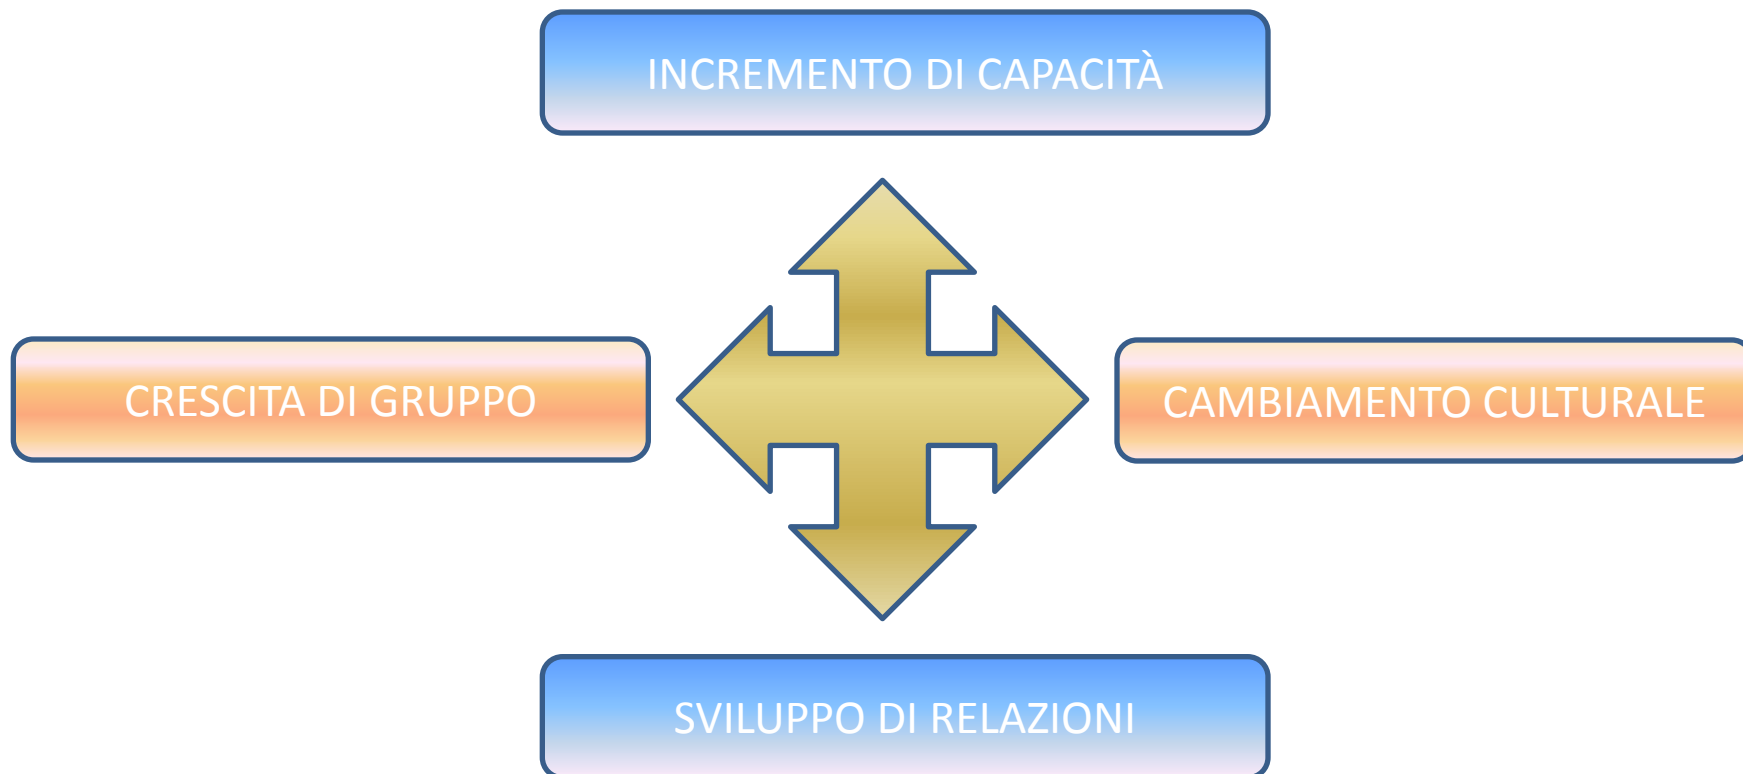 INCREMENTO DI CAPACITÀ
CRESCITA DI GRUPPO
CAMBIAMENTO CULTURALE
SVILUPPO DI RELAZIONI